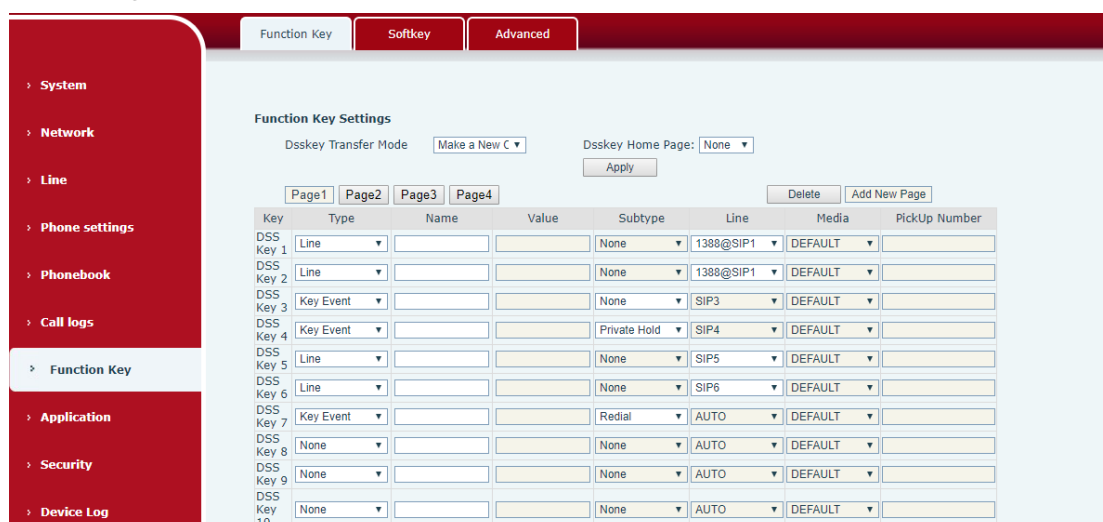 Function Key Softkey Advanced
› System
› Network
› Line
› Phone settings
› Phonebook
› Call logs
› Function Key
› Application
› Security
› Device Log
Function Key Settings
Dsskey Transfer Mode Make a New C Dsskey Home Page: None
Apply
Page1 Page2 Page3 Page4 Delete Add New Page
Key Type Name Value Subtype Line Media PickUp Number
DSS Key 1 Line None 1388@SIP1 DEFAULT
DSS Key 2 Line None 1388@SIP1 DEFAULT
DSS Key 3 Key Event None SIP3 DEFAULT
DSS Key 4 Key Event Private Hold SIP4 DEFAULT
DSS Key 5 Line None SIP5 DEFAULT
DSS Key 6 Line None SIP6 DEFAULT
DSS Key 7 Key Event Redial AUTO DEFAULT
DSS Key 8 None None AUTO DEFAULT
DSS Key 9 None None AUTO DEFAULT
DSS Key 10 None None AUTO DEFAULT